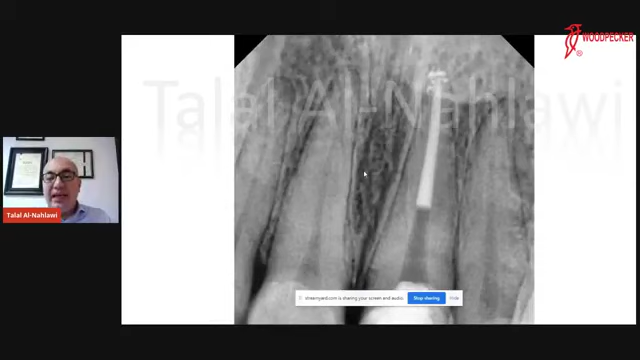 WOODPECKER
Talal Al-Nahlawi
Talal Al-Nahlawi
streamyard.com is sharing your screen and audio.
Stop sharing
Hide